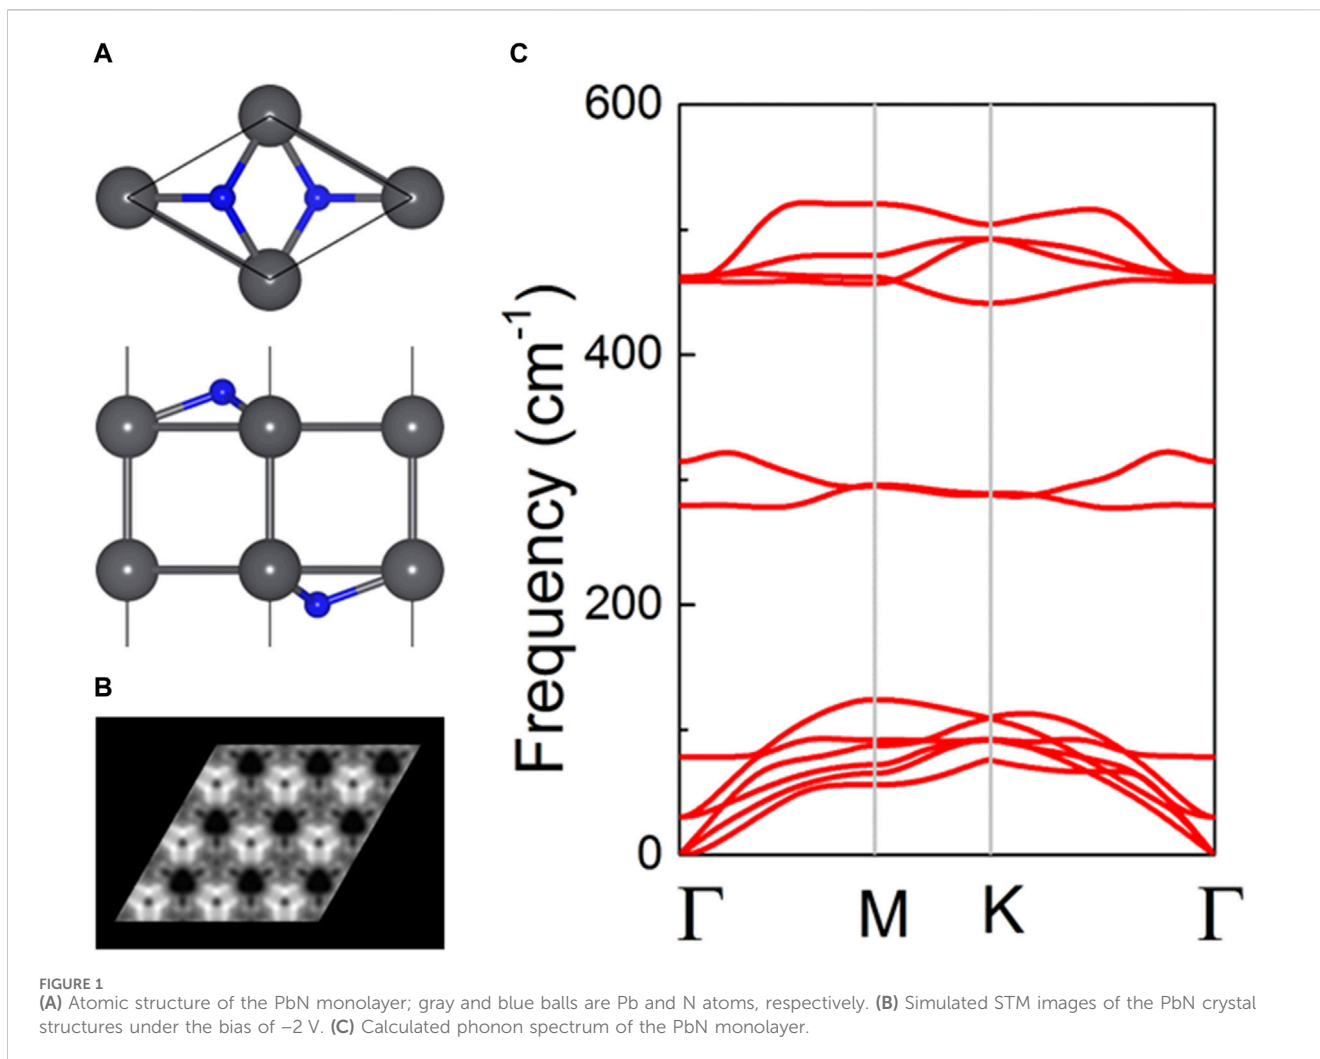 A
C
600
400
200
0
Frequency (cm⁻¹)
Γ M K Γ
B
FIGURE 1
(A) Atomic structure of the PbN monolayer; gray and blue balls are Pb and N atoms, respectively. (B) Simulated STM images of the PbN crystal
structures under the bias of −2 V. (C) Calculated phonon spectrum of the PbN monolayer.